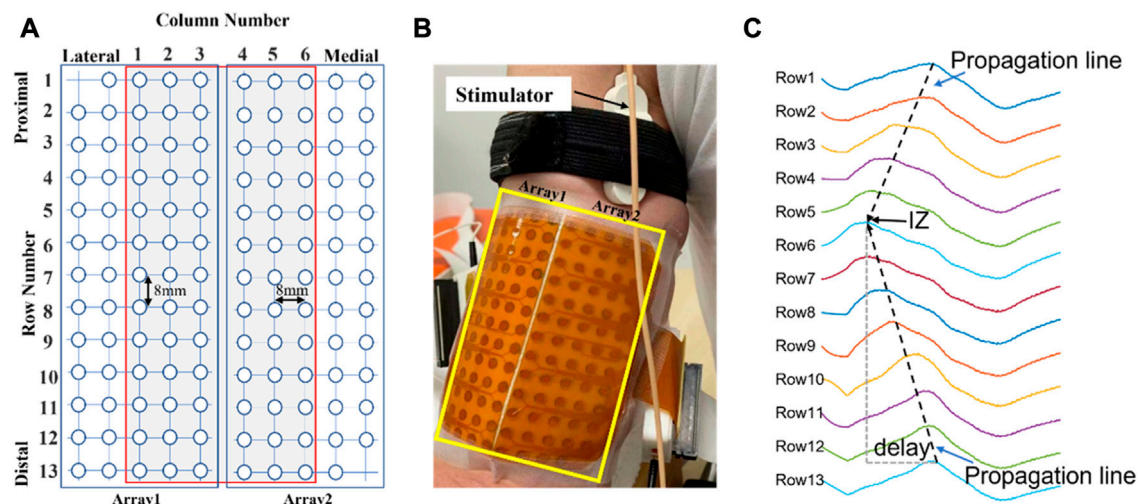 A
Column Number
Lateral 1 2 3 4 5 6 Medial
Proximal
Row Number
Distal
1
2
3
4
5
6
7
8
9
10
11
12
13
8mm
8mm
Array1
Array2
B
Stimulator
Array1
Array2
C
Propagation line
Row1
Row2
Row3
Row4
Row5
IZ
Row6
Row7
Row8
Row9
Row10
Row11
Row12
delay
Row13
Propagation line